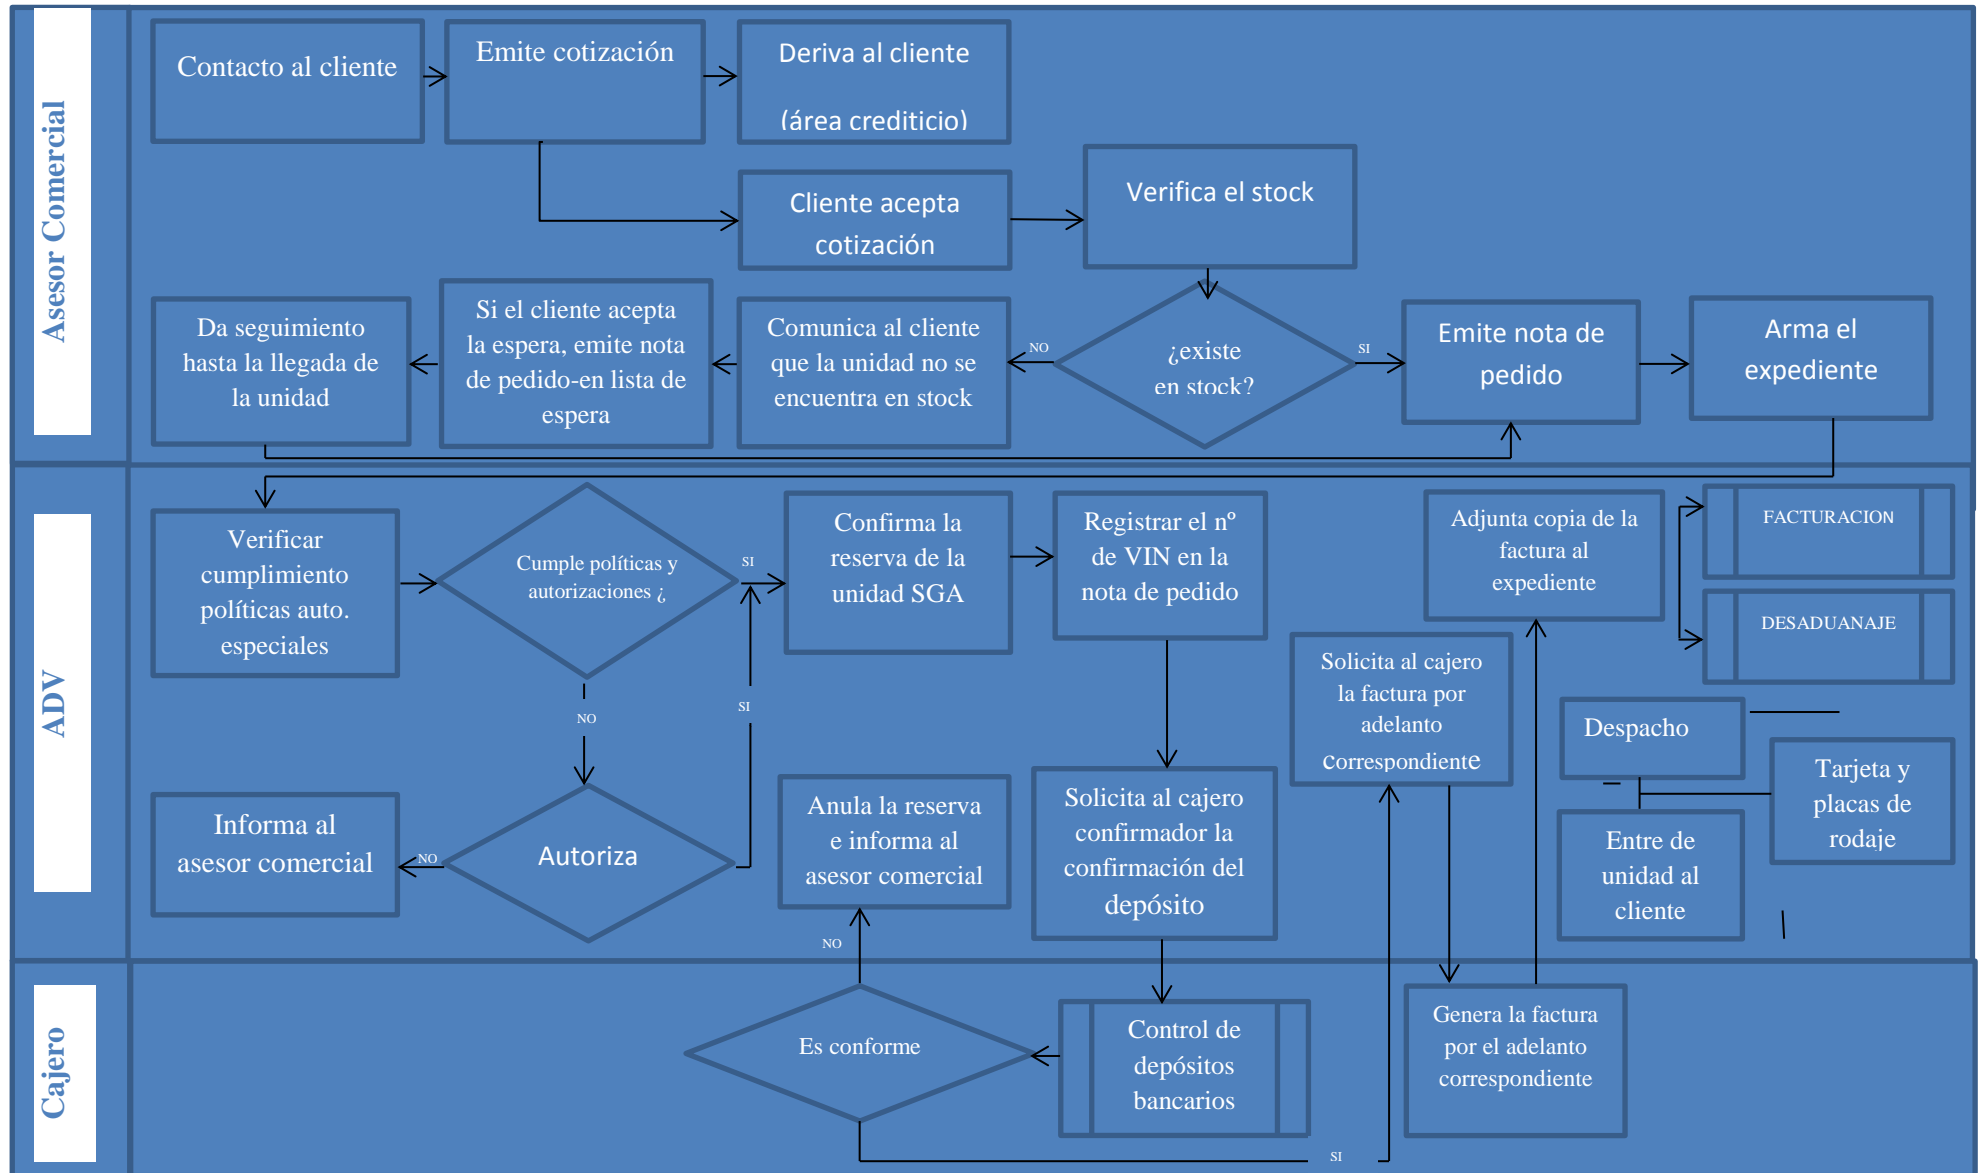 Asesor Comercial
Contacto al cliente
Emite cotización
Deriva al cliente
(área crediticio)
Cliente acepta
cotización
Verifica el stock
Da seguimiento
hasta la llegada de
la unidad
Si el cliente acepta
la espera, emite nota
de pedido-en lista de
espera
Comunica al cliente
que la unidad no se
encuentra en stock
NO
¿existe
en stock?
SI
Emite nota de
pedido
Arma el
expediente
ADV
Verificar
cumplimiento
políticas auto.
especiales
Cumple políticas y
autorizaciones ¿
SI
Confirma la
reserva de la
unidad SGA
Registrar el nº
de VIN en la
nota de pedido
Adjunta copia de la
factura al
expediente
FACTURACION
DESADUANAJE
Solicita al cajero
la factura por
adelanto
correspondiente
NO
SI
Despacho
Tarjeta y
placas de
rodaje
Informa al
asesor comercial
NO
Autoriza
Anula la reserva
e informa al
asesor comercial
Solicita al cajero
confirmador la
confirmación del
depósito
Entre de
unidad al
cliente
NO
Cajero
Es conforme
Control de
depósitos
bancarios
Genera la factura
por el adelanto
correspondiente
SI